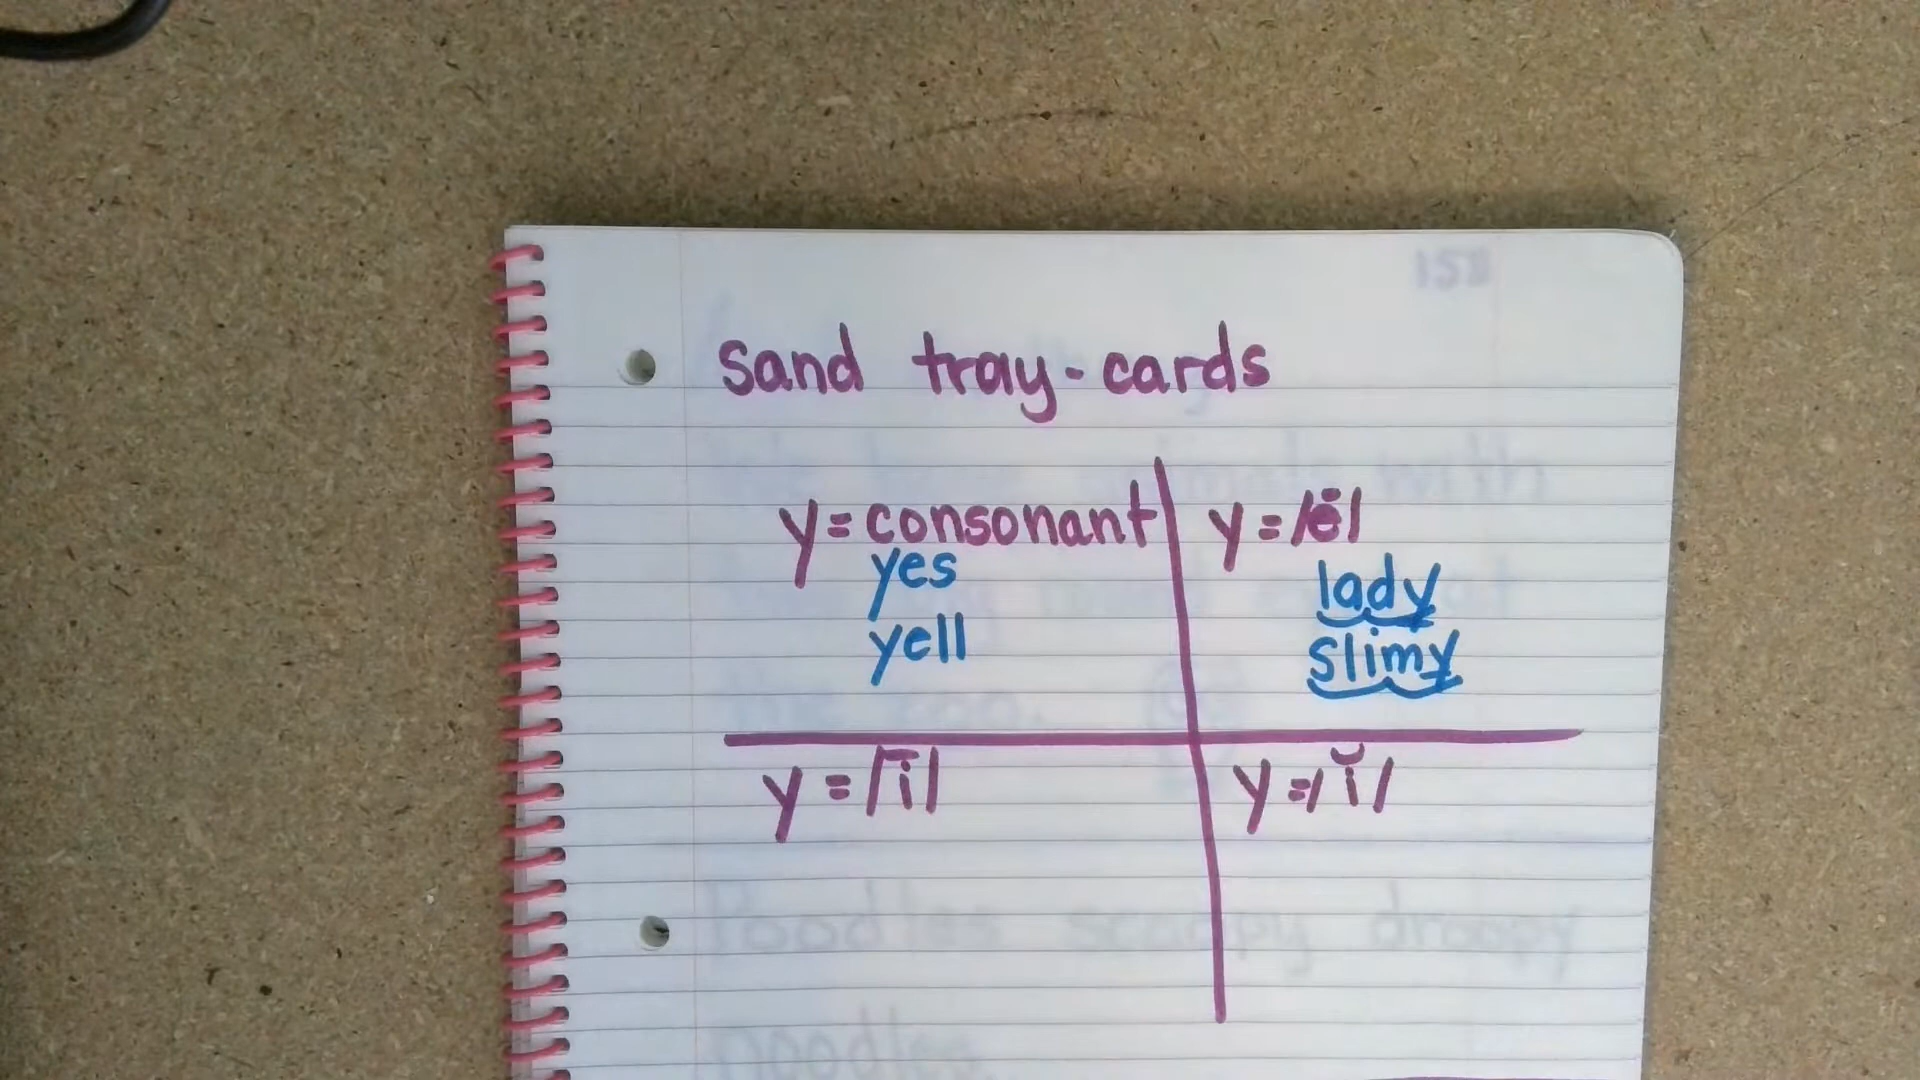 sand tray-cards
y=consonant
yes
yell
y=/ē/
lady
slimy
y=/ī/
y=/ĭ/